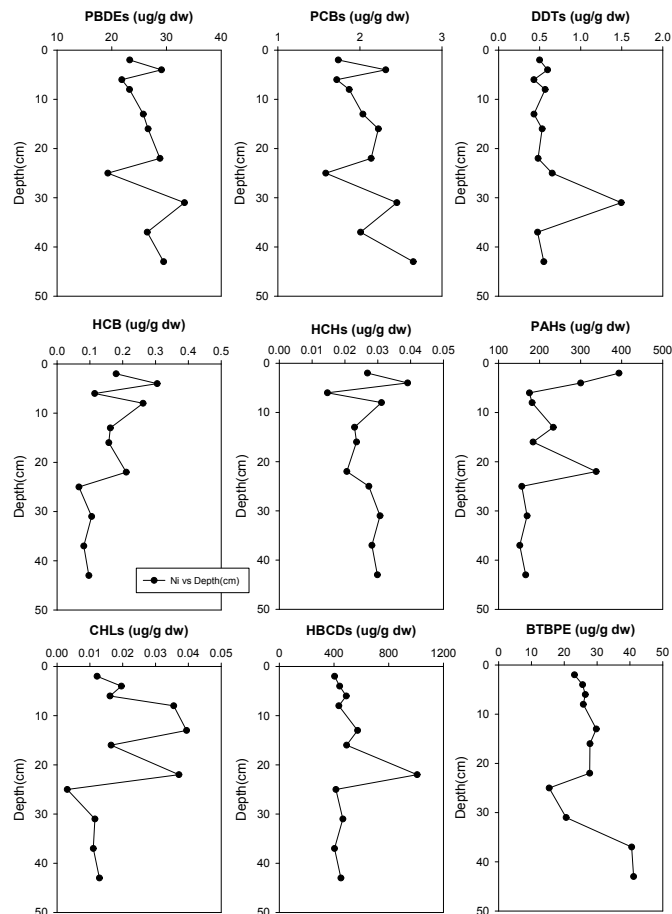 PBDEs (ug/g dw)
10 20 30 40
0
10
20
30
40
50
Depth(cm)
PCBs (ug/g dw)
1 2 3
0
10
20
30
40
50
Depth(cm)
DDTs (ug/g dw)
0.0 0.5 1.0 1.5 2.0
0
10
20
30
40
50
Depth(cm)
HCB (ug/g dw)
0.0 0.1 0.2 0.3 0.4 0.5
0
10
20
30
40
50
Depth(cm)
Ni vs Depth(cm)
HCHs (ug/g dw)
0.00 0.01 0.02 0.03 0.04 0.05
0
10
20
30
40
50
Depth(cm)
PAHs (ug/g dw)
100 200 300 400 500
0
10
20
30
40
50
Depth(cm)
CHLs (ug/g dw)
0.00 0.01 0.02 0.03 0.04 0.05
0
10
20
30
40
50
Depth(cm)
HBCDs (ug/g dw)
0 400 800 1200
0
10
20
30
40
50
Depth(cm)
BTBPE (ug/g dw)
0 10 20 30 40 50
0
10
20
30
40
50
Depth(cm)